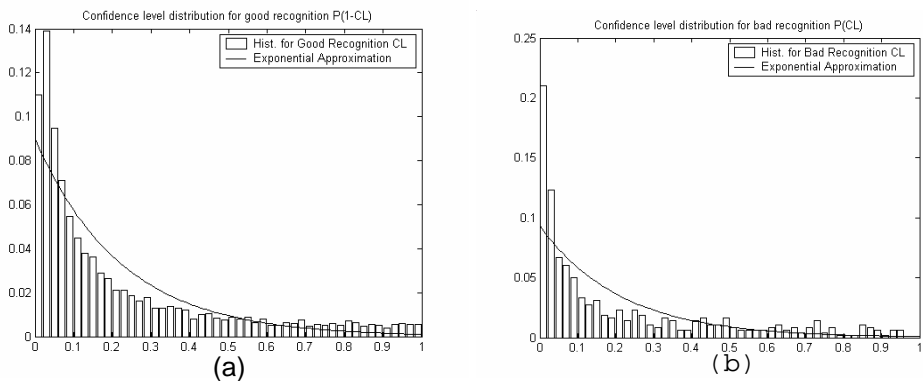 Confidence level distribution for good recognition P(1-CL)
0.14
0.12
0.1
0.08
0.06
0.04
0.02
0
Hist. for Good Recognition CL
Exponential Approximation
0 0.1 0.2 0.3 0.4 0.5 0.6 0.7 0.8 0.9 1
(a)
Confidence level distribution for bad recognition P(CL)
0.25
0.2
0.15
0.1
0.05
0
Hist. for Bad Recognition CL
Exponential Approximation
0 0.1 0.2 0.3 0.4 0.5 0.6 0.7 0.8 0.9 1
(b)